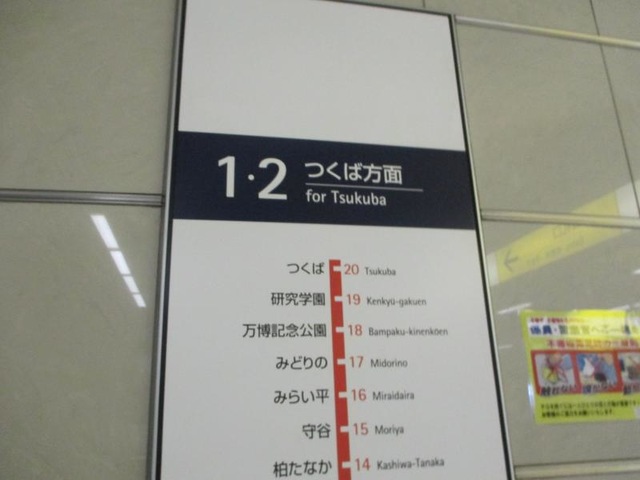 1・2 つくば方面
for Tsukuba
つくば 20 Tsukuba
研究学園 19 Kenkyū-gakuen
万博記念公園 18 Bampaku-kinenkōen
みどりの 17 Midorino
みらい平 16 Miraidaira
守谷 15 Moriya
柏たなか 14 Kashiwa-Tanaka